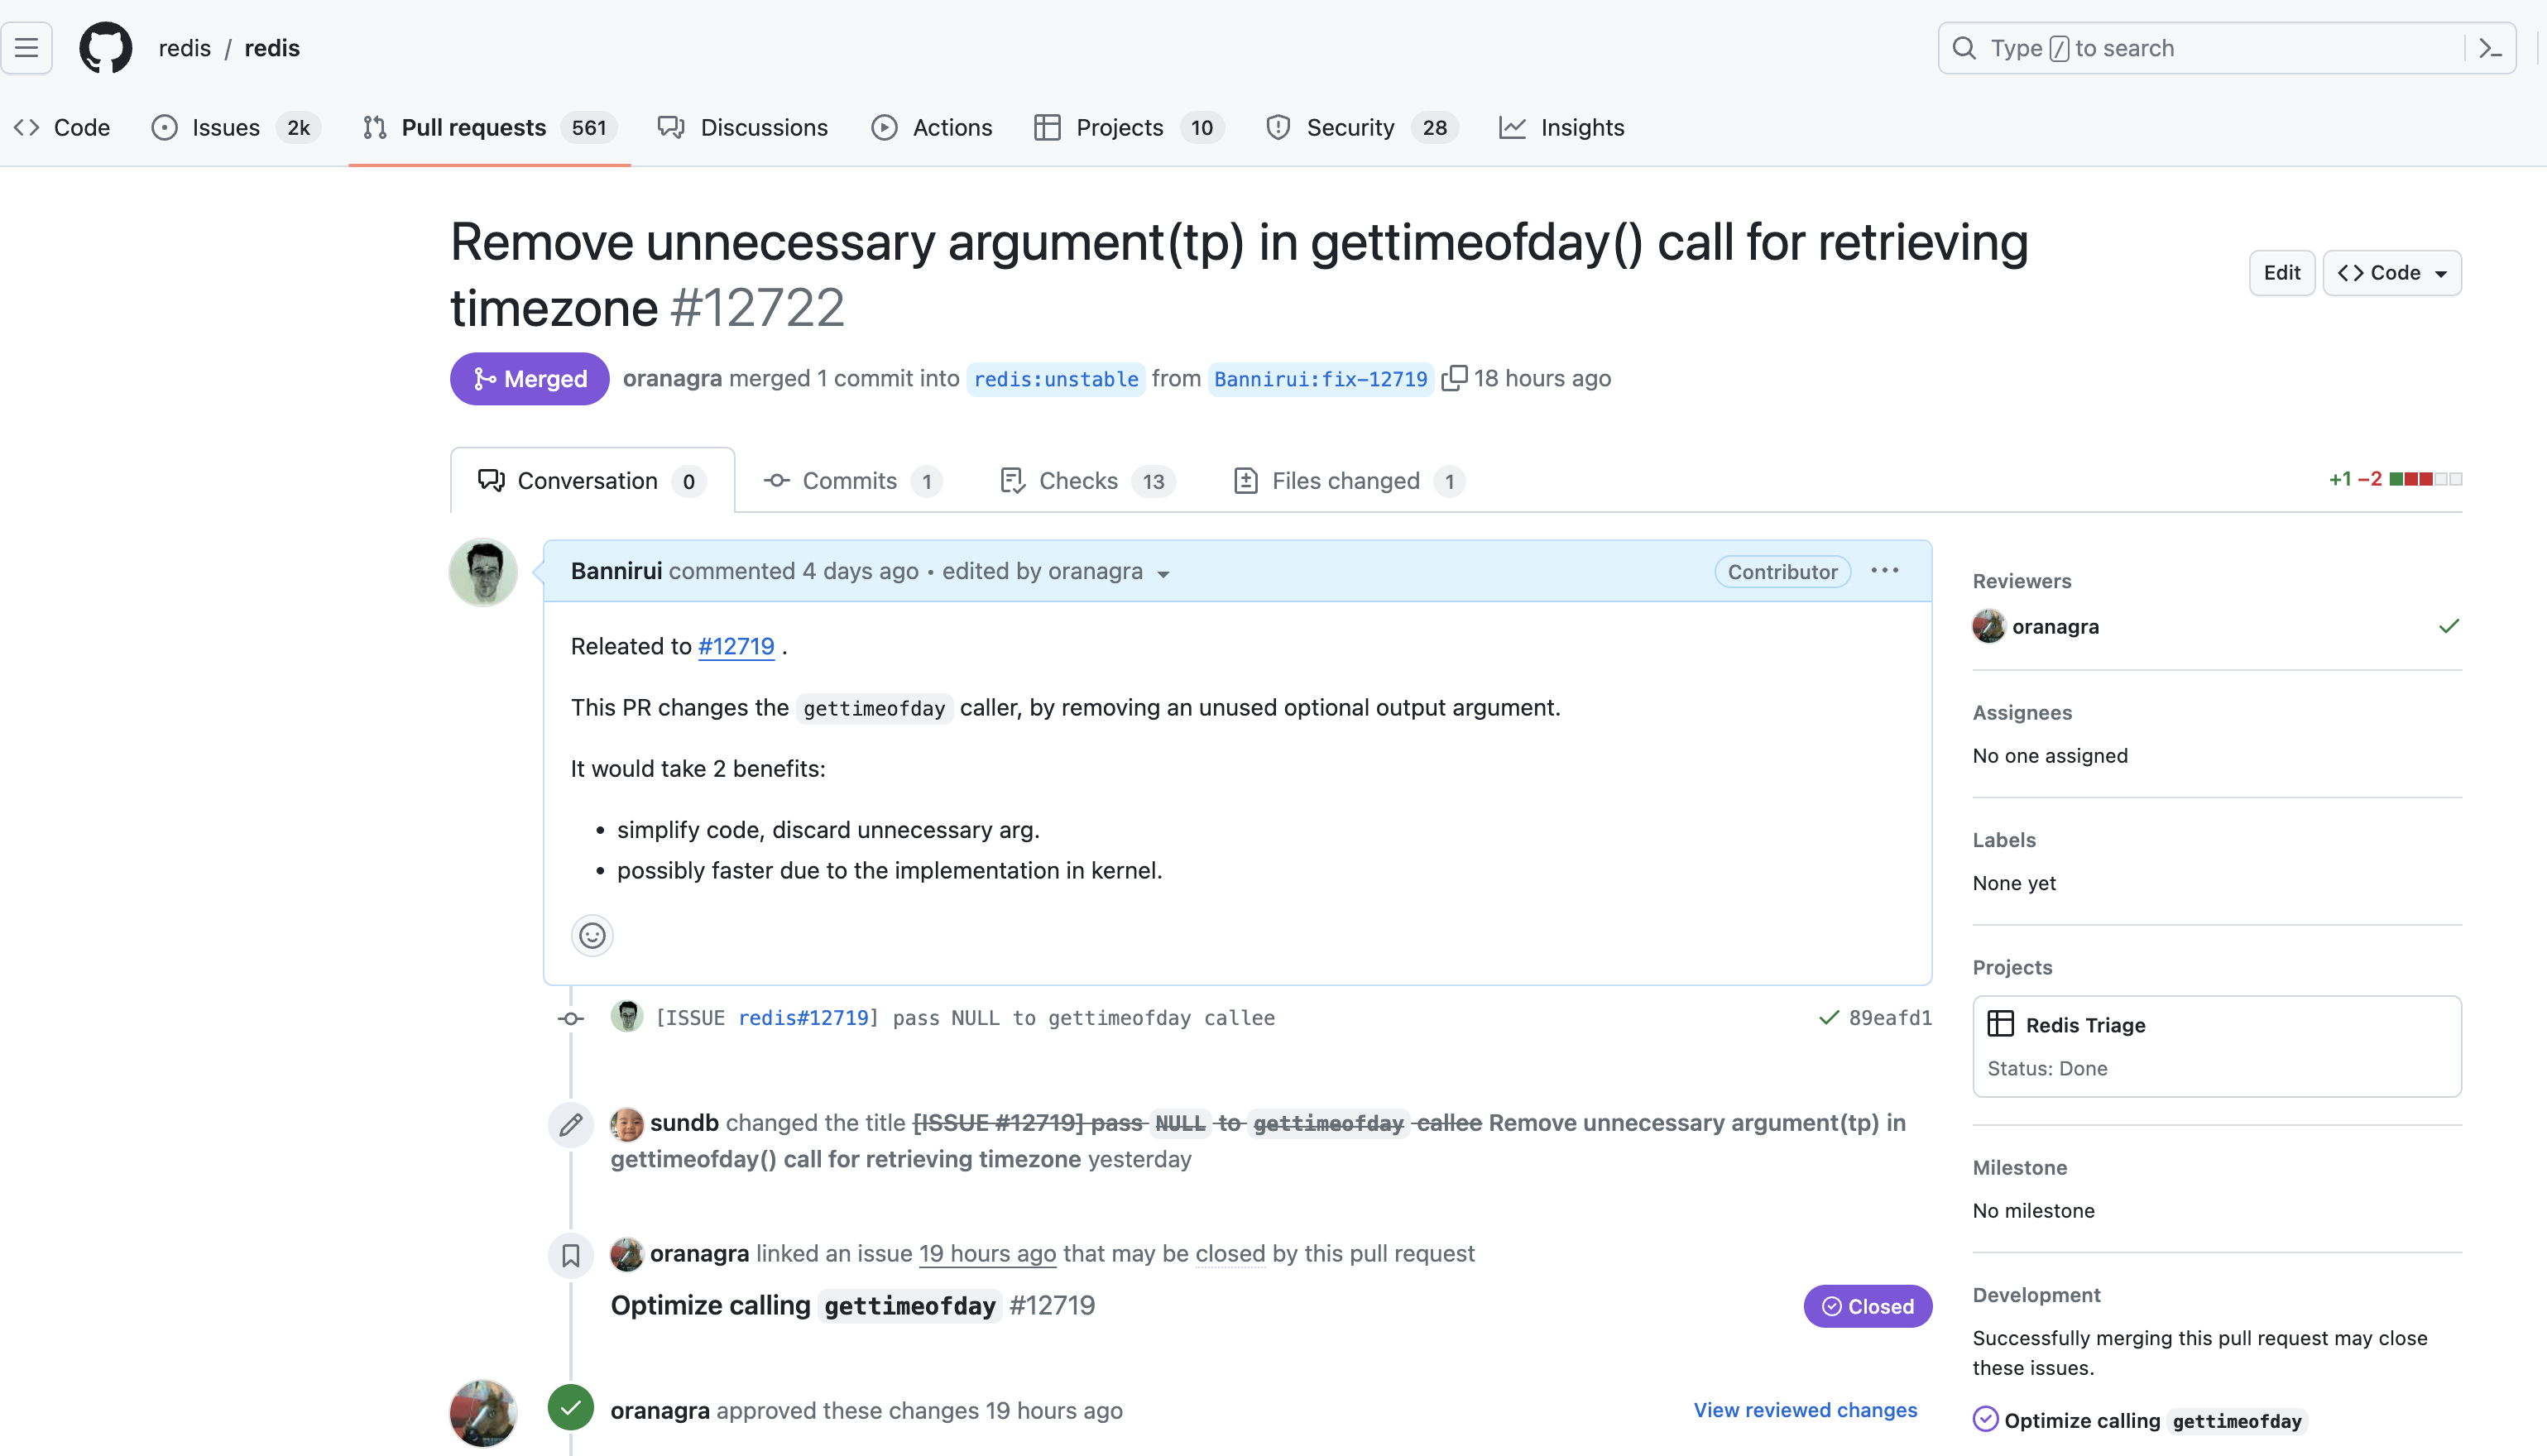 redis / redis
Type / to search
Code
Issues 2k
Pull requests 561
Discussions
Actions
Projects 10
Security 28
Insights
Remove unnecessary argument(tp) in gettimeofday() call for retrieving
timezone #12722
Edit
<> Code
Merged
oranagra merged 1 commit into redis:unstable from Bannirui:fix-12719 18 hours ago
Conversation 0
Commits 1
Checks 13
Files changed 1
+1 −2
Bannirui commented 4 days ago • edited by oranagra
Contributor
Releated to #12719 .
This PR changes the gettimeofday caller, by removing an unused optional output argument.
It would take 2 benefits:
• simplify code, discard unnecessary arg.
• possibly faster due to the implementation in kernel.
[ISSUE redis#12719] pass NULL to gettimeofday callee
89eafd1
sundb changed the title [ISSUE #12719] pass NULL to gettimeofday callee Remove unnecessary argument(tp) in
gettimeofday() call for retrieving timezone yesterday
oranagra linked an issue 19 hours ago that may be closed by this pull request
Optimize calling gettimeofday #12719
Closed
oranagra approved these changes 19 hours ago
View reviewed changes
Reviewers
oranagra
Assignees
No one assigned
Labels
None yet
Projects
Redis Triage
Status: Done
Milestone
No milestone
Development
Successfully merging this pull request may close
these issues.
Optimize calling gettimeofday